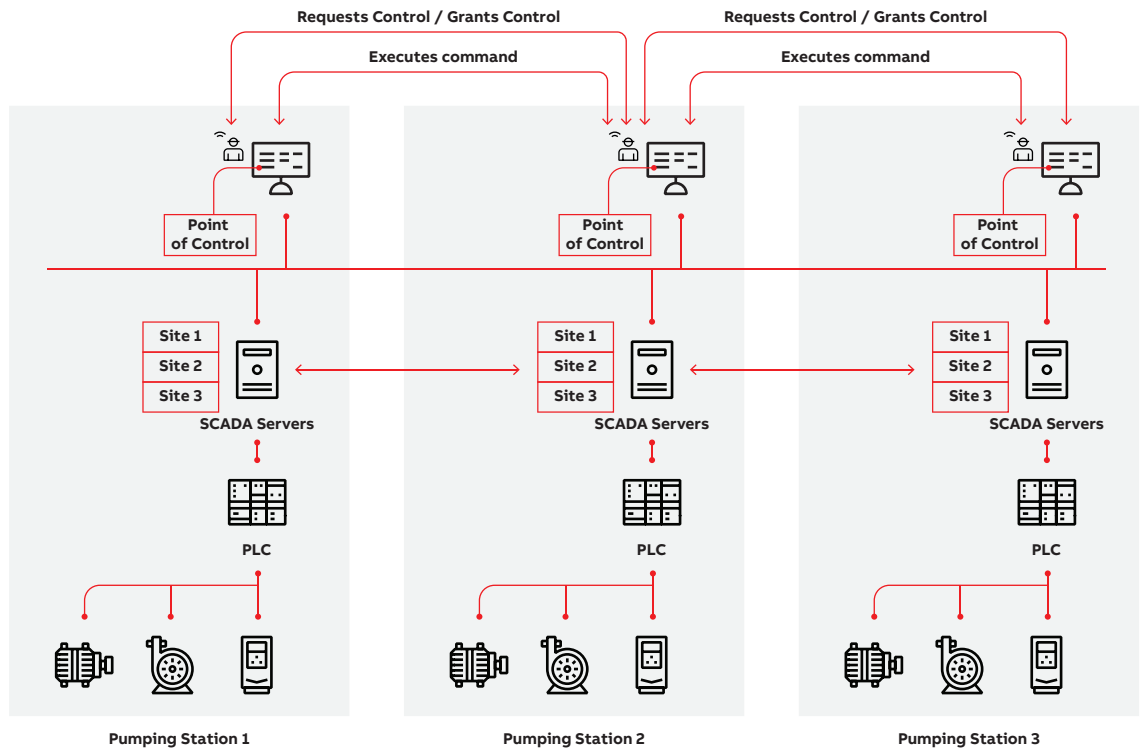 Requests Control / Grants Control
Requests Control / Grants Control
Executes command
Executes command
Point
of Control
Point
of Control
Point
of Control
Site 1
Site 2
Site 3
Site 1
Site 2
Site 3
Site 1
Site 2
Site 3
SCADA Servers
SCADA Servers
SCADA Servers
PLC
PLC
PLC
Pumping Station 1
Pumping Station 2
Pumping Station 3